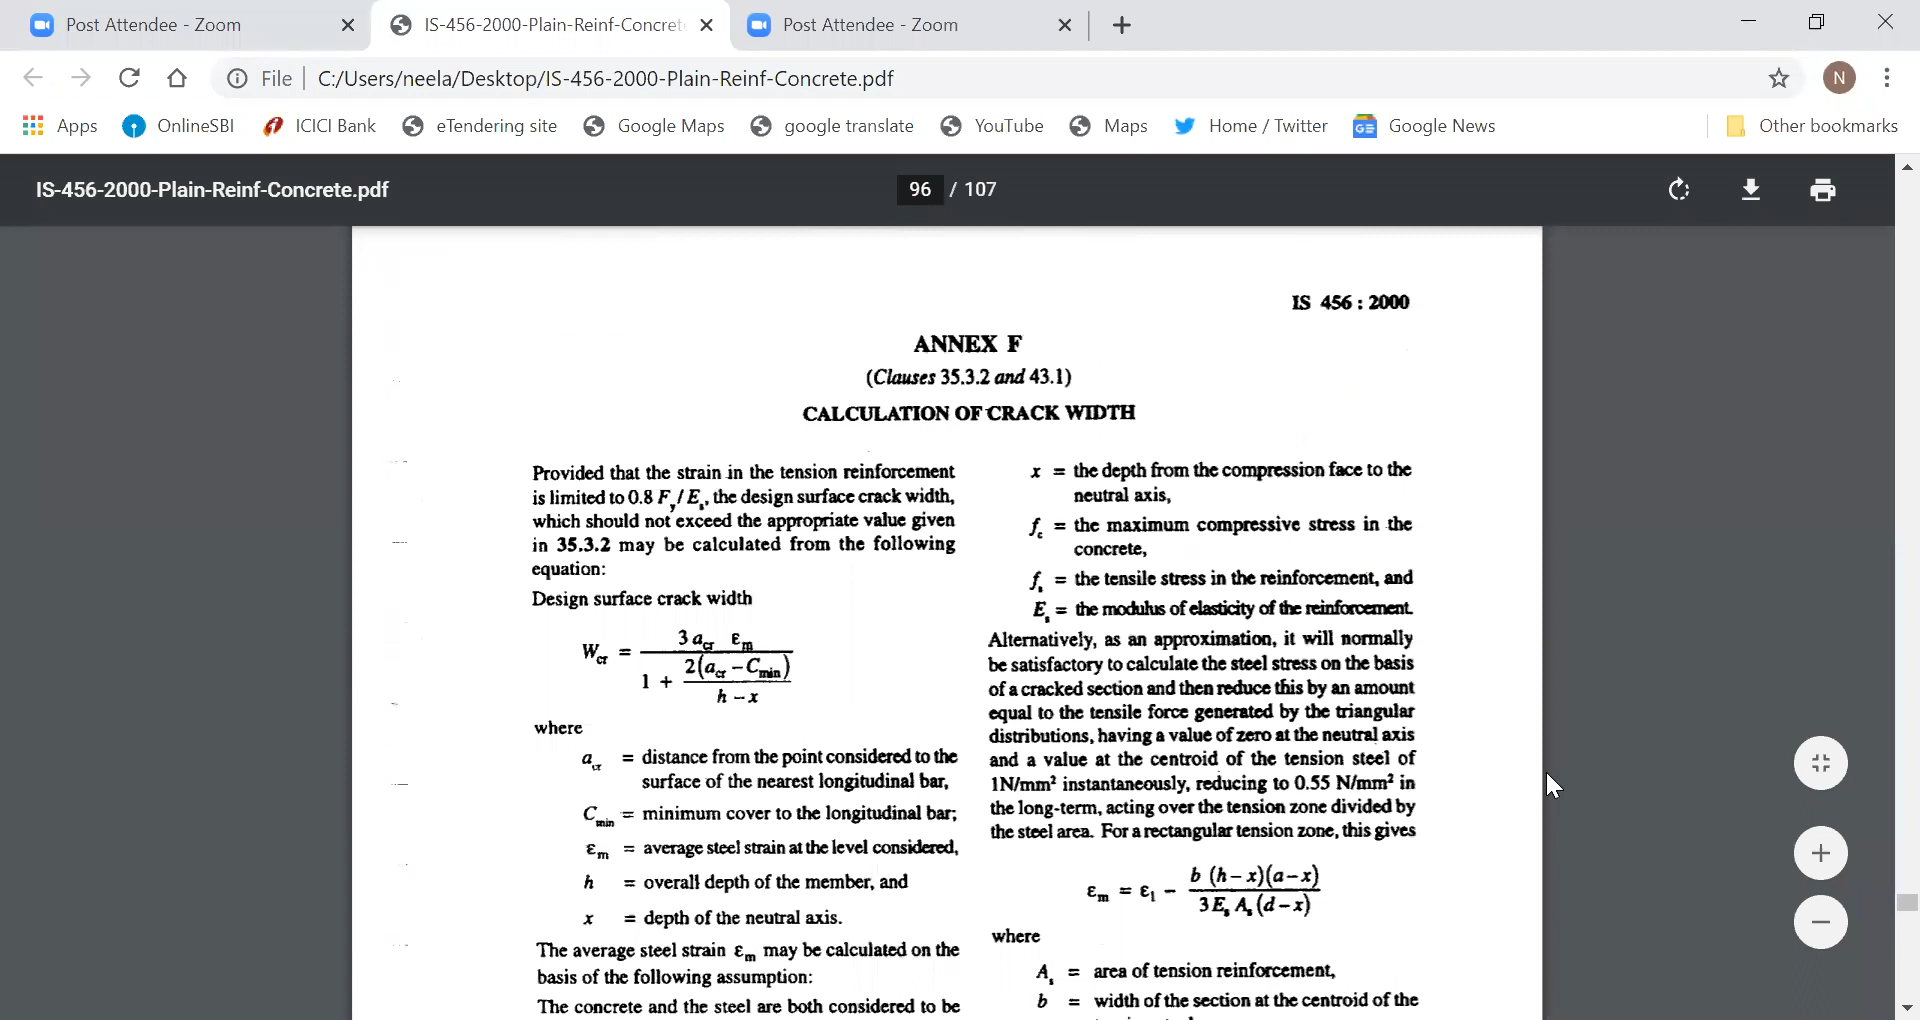 Post Attendee - Zoom
IS-456-2000-Plain-Reinf-Concrete
Post Attendee - Zoom
File
C:/Users/neela/Desktop/IS-456-2000-Plain-Reinf-Concrete.pdf
N
Apps
OnlineSBI
ICICI Bank
eTendering site
Google Maps
google translate
YouTube
Maps
Home / Twitter
Google News
Other bookmarks
IS-456-2000-Plain-Reinf-Concrete.pdf
96 / 107
IS 456 : 2000
ANNEX F
(Clauses 35.3.2 and 43.1)
CALCULATION OF CRACK WIDTH
Provided that the strain in the tension reinforcement
is limited to 0.8 F_y / E_s, the design surface crack width,
which should not exceed the appropriate value given
in 35.3.2 may be calculated from the following
equation:
Design surface crack width
W_cr = 3 a_cr ε_m / (1 + 2(a_cr – C_min) / (h – x))
where
a_cr = distance from the point considered to the
surface of the nearest longitudinal bar,
C_min = minimum cover to the longitudinal bar;
ε_m = average steel strain at the level considered,
h = overall depth of the member, and
x = depth of the neutral axis.
The average steel strain ε_m may be calculated on the
basis of the following assumption:
The concrete and the steel are both considered to be
x = the depth from the compression face to the
neutral axis,
f_c = the maximum compressive stress in the
concrete,
f_s = the tensile stress in the reinforcement, and
E_s = the modulus of elasticity of the reinforcement.
Alternatively, as an approximation, it will normally
be satisfactory to calculate the steel stress on the basis
of a cracked section and then reduce this by an amount
equal to the tensile force generated by the triangular
distributions, having a value of zero at the neutral axis
and a value at the centroid of the tension steel of
1N/mm² instantaneously, reducing to 0.55 N/mm² in
the long-term, acting over the tension zone divided by
the steel area. For a rectangular tension zone, this gives
ε_m = ε_1 – b (h – x)(a – x) / 3 E_s A_s (d – x)
where
A_s = area of tension reinforcement,
b = width of the section at the centroid of the